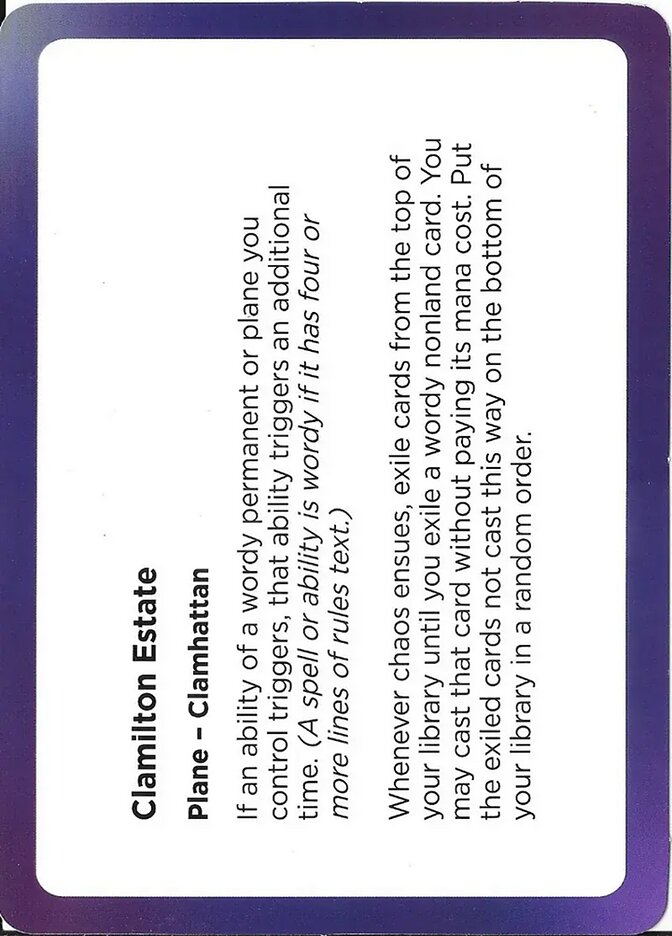 Clamilton Estate
Plane – Clamhattan
If an ability of a wordy permanent or plane you
control triggers, that ability triggers an additional
time. (A spell or ability is wordy if it has four or
more lines of rules text.)
Whenever chaos ensues, exile cards from the top of
your library until you exile a wordy nonland card. You
may cast that card without paying its mana cost. Put
the exiled cards not cast this way on the bottom of
your library in a random order.